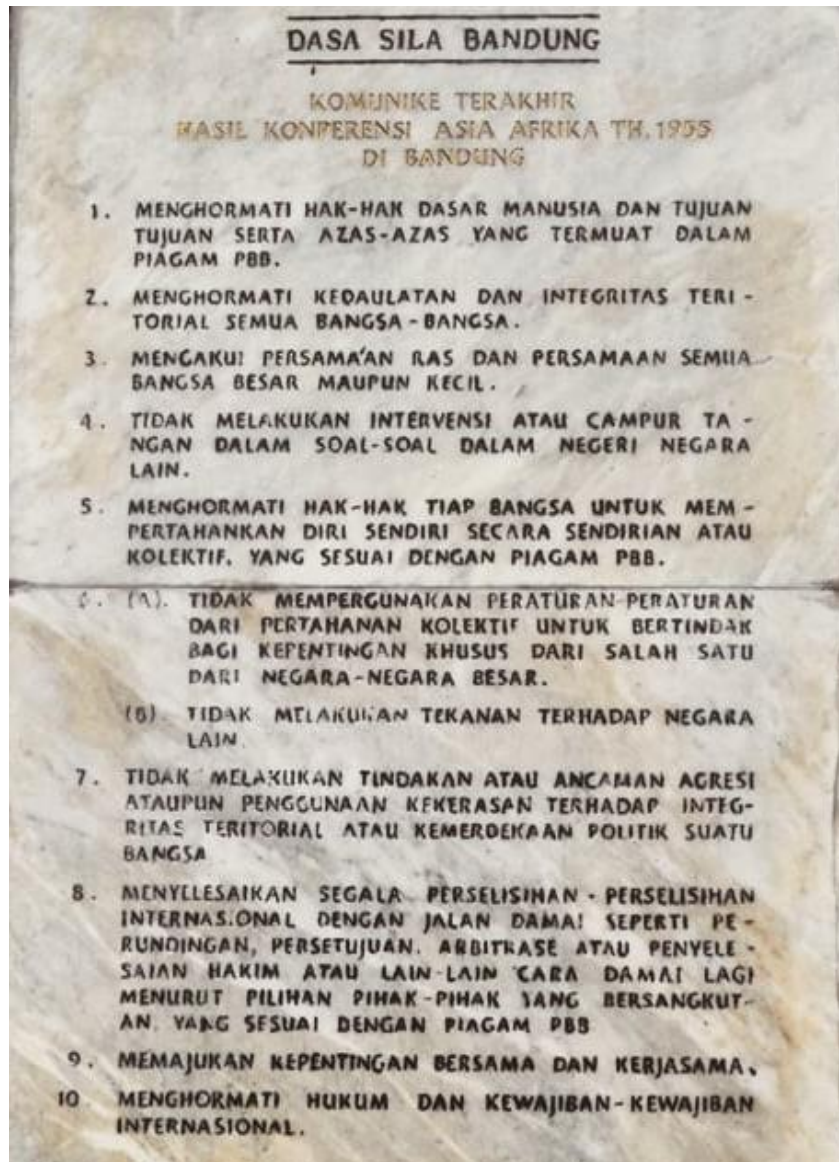 DASA SILA BANDUNG
KOMUNIKE TERAKHIR
HASIL KONPERENSI ASIA AFRIKA TH. 1955
DI BANDUNG
1. MENGHORMATI HAK-HAK DASAR MANUSIA DAN TUJUAN
TUJUAN SERTA AZAS-AZAS YANG TERMUAT DALAM
PIAGAM PBB.
2. MENGHORMATI KEDAULATAN DAN INTEGRITAS TERI-
TORIAL SEMUA BANGSA-BANGSA.
3. MENGAKUI PERSAMA'AN RAS DAN PERSAMAAN SEMUA
BANGSA BESAR MAUPUN KECIL.
4. TIDAK MELAKUKAN INTERVENSI ATAU CAMPUR TA-
NGAN DALAM SOAL-SOAL DALAM NEGERI NEGARA
LAIN.
5. MENGHORMATI HAK-HAK TIAP BANGSA UNTUK MEM-
PERTAHANKAN DIRI SENDIRI SECARA SENDIRIAN ATAU
KOLEKTIF. YANG SESUAI DENGAN PIAGAM PBB.
6. (A). TIDAK MEMPERGUNAKAN PERATURAN-PERATURAN
DARI PERTAHANAN KOLEKTIF UNTUK BERTINDAK
BAGI KEPENTINGAN KHUSUS DARI SALAH SATU
DARI NEGARA-NEGARA BESAR.
(B). TIDAK MELAKUKAN TEKANAN TERHADAP NEGARA
LAIN.
7. TIDAK MELAKUKAN TINDAKAN ATAU ANCAMAN AGRESI
ATAUPUN PENGGUNAAN KEKERASAN TERHADAP INTEG-
RITAS TERITORIAL ATAU KEMERDEKAAN POLITIK SUATU
BANGSA
8. MENYELESAIKAN SEGALA PERSELISIHAN-PERSELISIHAN
INTERNASIONAL DENGAN JALAN DAMAI SEPERTI PE-
RUNDINGAN, PERSETUJUAN. ARBITRASE ATAU PENYELE-
SAIAN HAKIM ATAU LAIN-LAIN CARA DAMAI LAGI
MENURUT PILIHAN PIHAK-PIHAK YANG BERSANGKUT-
AN. YANG SESUAI DENGAN PIAGAM PBB
9. MEMAJUKAN KEPENTINGAN BERSAMA DAN KERJASAMA.
10. MENGHORMATI HUKUM DAN KEWAJIBAN-KEWAJIBAN
INTERNASIONAL.